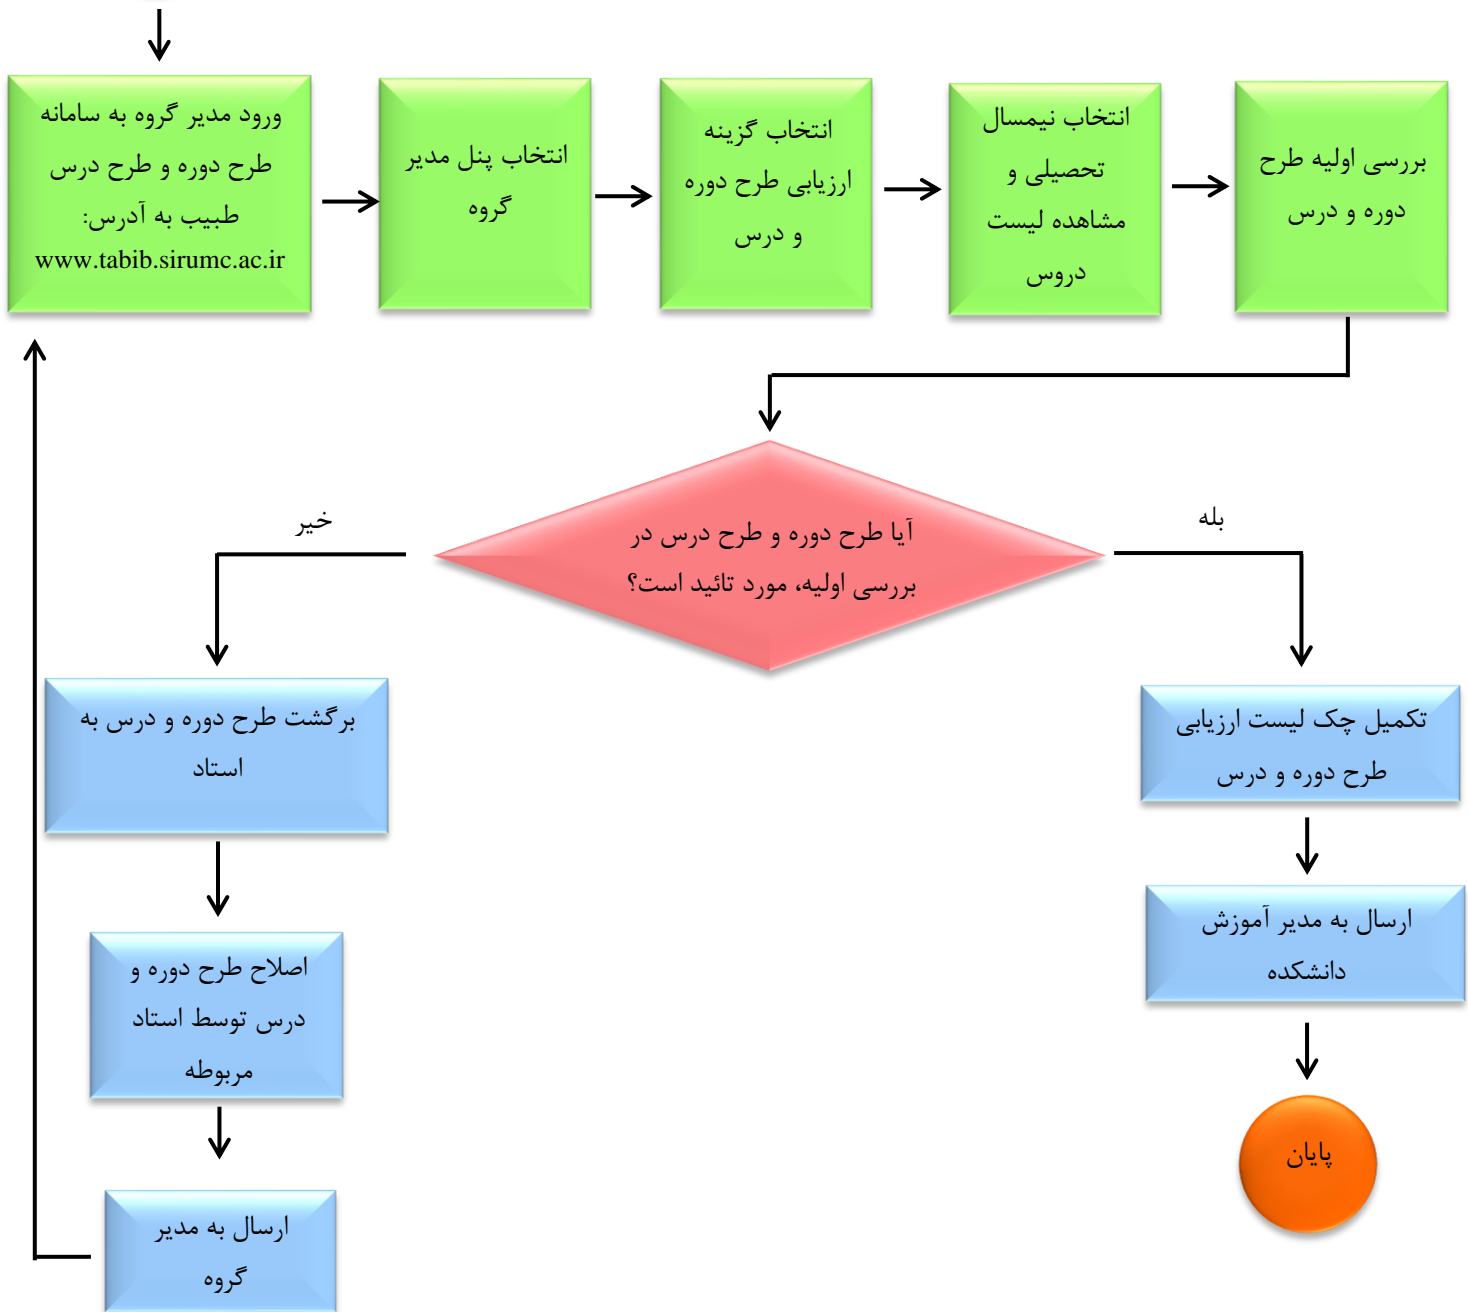 ورود مدیر گروه به سامانه
طرح دوره و طرح درس
طبیب به آدرس:
www.tabib.sirumc.ac.ir
انتخاب پنل مدیر
گروه
انتخاب گزینه
ارزیابی طرح دوره
و درس
انتخاب نیمسال
تحصیلی و
مشاهده لیست
دروس
بررسی اولیه طرح
دوره و درس
آیا طرح دوره و طرح درس در
بررسی اولیه، مورد تائید است؟
خیر
بله
برگشت طرح دوره و درس به
استاد
اصلاح طرح دوره و
درس توسط استاد
مربوطه
ارسال به مدیر
گروه
تکمیل چک لیست ارزیابی
طرح دوره و درس
ارسال به مدیر آموزش
دانشکده
پایان